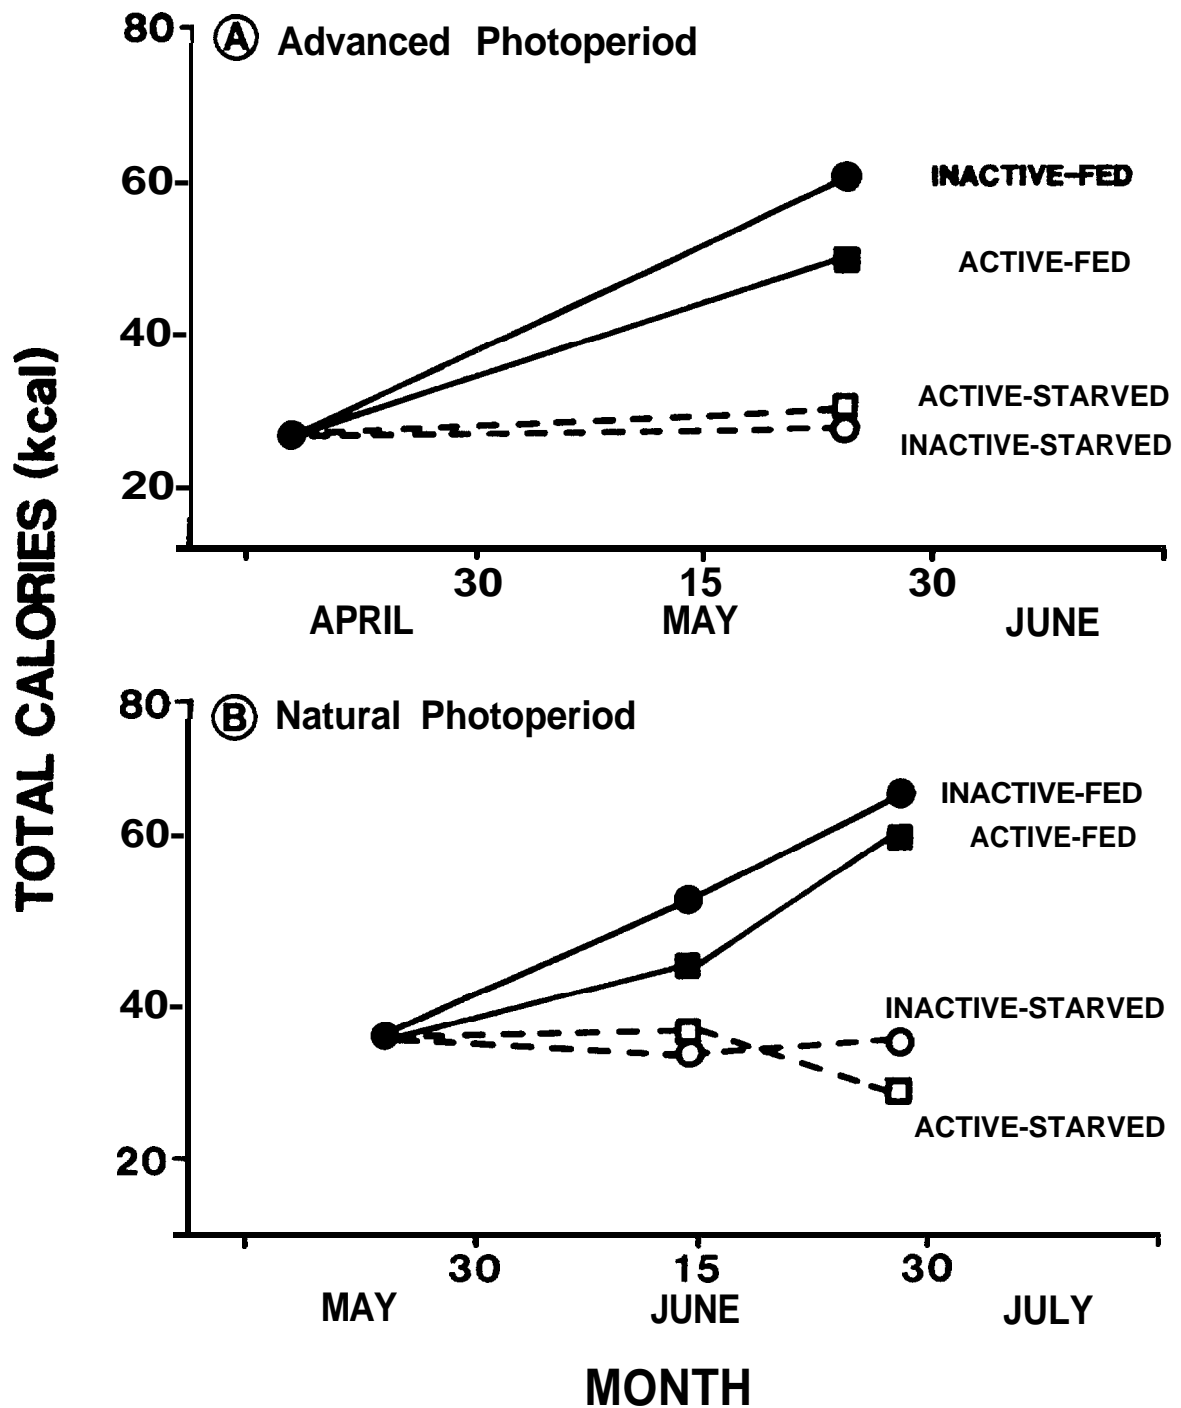 TOTAL CALORIES (kcal)
80
A Advanced Photoperiod
60
INACTIVE-FED
ACTIVE-FED
40
ACTIVE-STARVED
INACTIVE-STARVED
20
30 15 30
APRIL MAY JUNE
80
B Natural Photoperiod
INACTIVE-FED
60
ACTIVE-FED
40
INACTIVE-STARVED
ACTIVE-STARVED
20
30 15 30
MAY JUNE JULY
MONTH